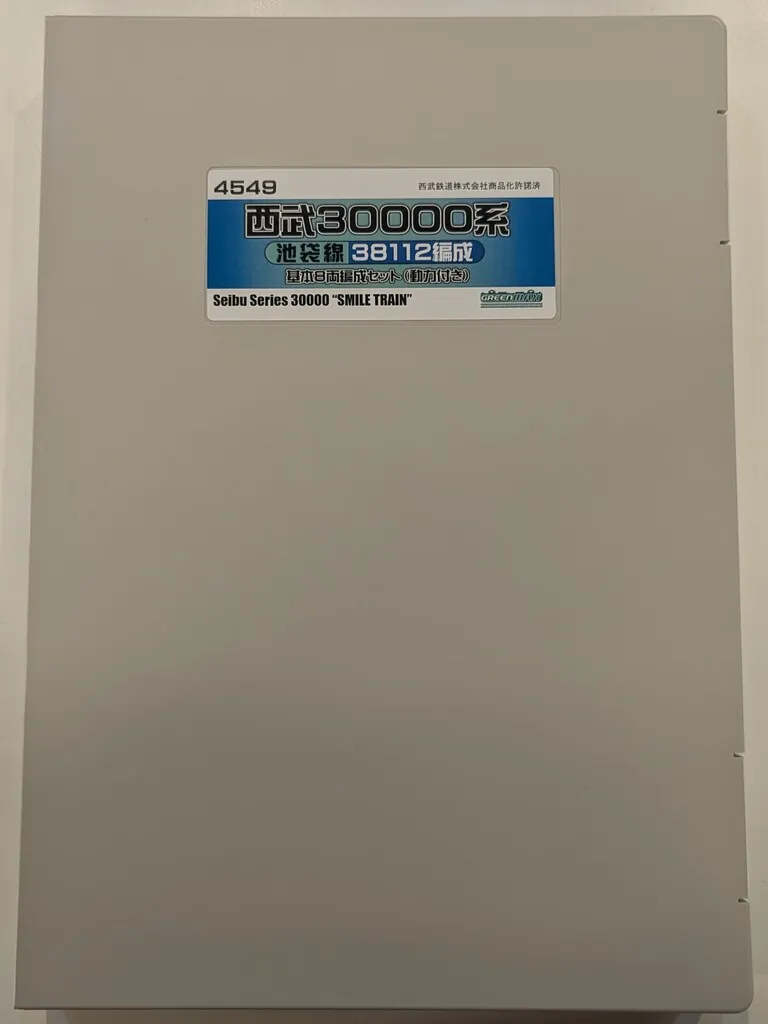 4549
西武鉄道株式会社商品化許諾済
西武30000系
池袋線 38112編成
基本8両編成セット(動力付き)
Seibu Series 30000 “SMILE TRAIN”
GREENMAX